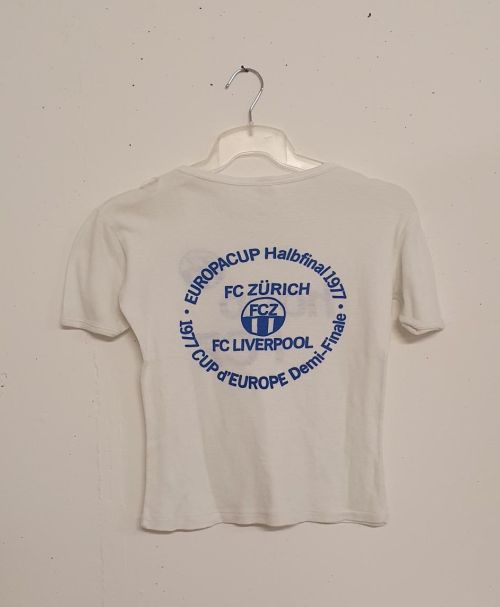 • EUROPACUP Halbfinal 1977 •
FC ZÜRICH
FCZ
FC LIVERPOOL
1977 CUP d'EUROPE Demi-Finale